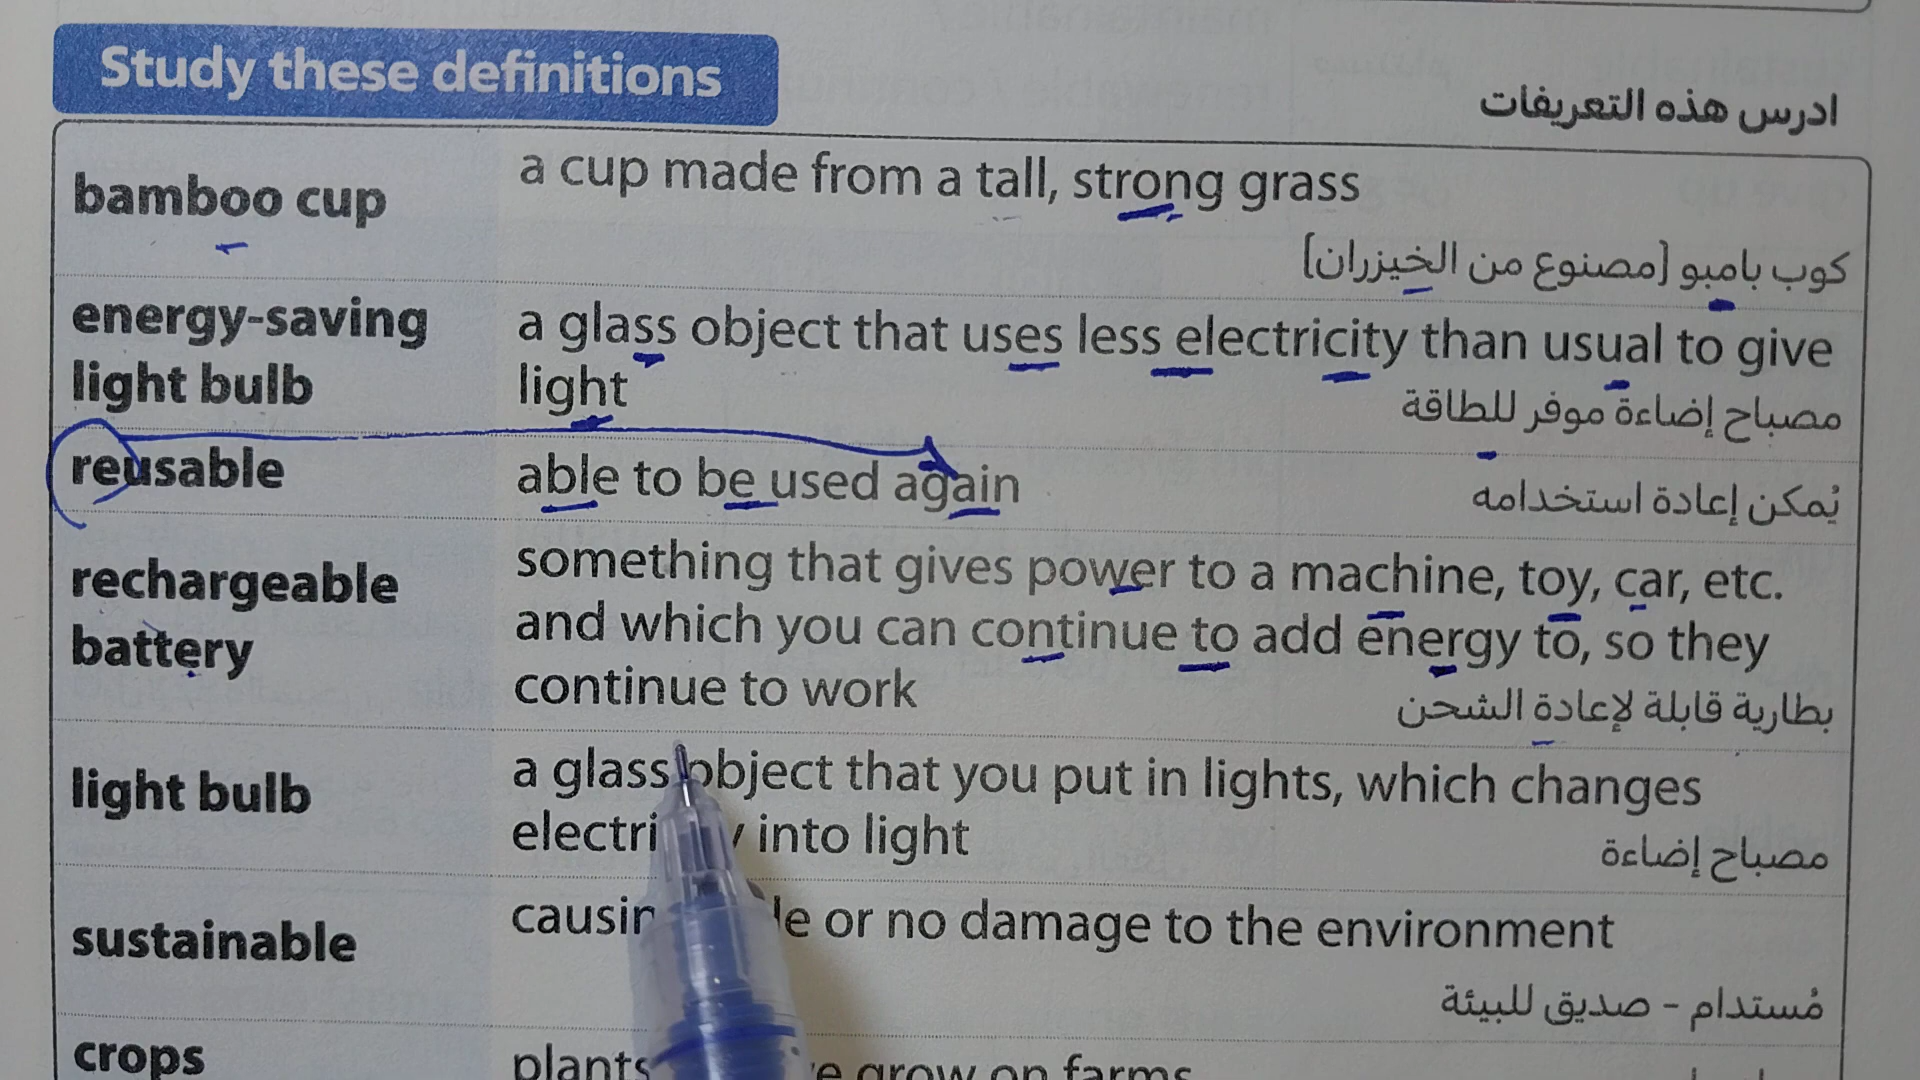 Study these definitions
ادرس هذه التعريفات
bamboo cup
a cup made from a tall, strong grass
كوب بامبو [مصنوع من الخيزران]
energy-saving
light bulb
a glass object that uses less electricity than usual to give
light
مصباح إضاءة موفر للطاقة
reusable
able to be used again
يُمكن إعادة استخدامه
rechargeable
battery
something that gives power to a machine, toy, car, etc.
and which you can continue to add energy to, so they
continue to work
بطارية قابلة لإعادة الشحن
light bulb
a glass object that you put in lights, which changes
into light
مصباح إضاءة
sustainable
or no damage to the environment
مُستدام - صديق للبيئة
crops
plants grow on farms